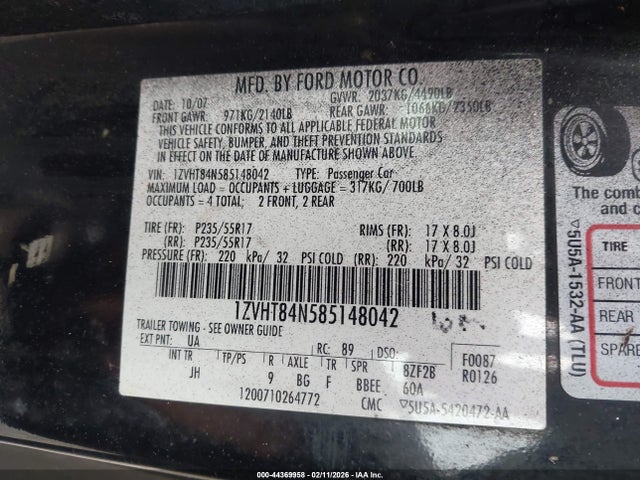 MFD. BY FORD MOTOR CO.
10/07
GVWR: 2037KG/4490LB
FRONT GAWR: 971KG/2140LB
REAR GAWR: 1066KG/2350LB
THIS VEHICLE CONFORMS TO ALL APPLICABLE FEDERAL MOTOR
VEHICLE SAFETY, BUMPER, AND THEFT PREVENTION STANDARDS
IN EFFECT ON THE DATE OF MANUFACTURE SHOWN ABOVE.
VIN: 1ZVHT84N585148042 TYPE: Passenger Car
MAXIMUM LOAD = OCCUPANTS + LUGGAGE = 317KG/ 700LB
OCCUPANTS = 4 TOTAL; 2 FRONT, 2 REAR
TIRE (FR): P235/55R17 RIMS (FR): 17 X 8.0J
(RR): P235/55R17 (RR): 17 X 8.0J
PRESSURE (FR): 220 kPa/ 32 PSI COLD (RR): 220 kPa/ 32 PSI COLD
1ZVHT84N585148042
TRAILER TOWING - SEE OWNER GUIDE
EXT PNT: UA RC: 89 DSO: F0087
INT TR TP/PS R AXLE TR SPR 8ZF2B R0126
JH 9 BG F BBEE 60A
1200710264772 CMC ▽5U5A-5420472-AA
The comb
and c
▽5U5A-1532-AA (TLU)
TIRE
FRONT
REAR
SPARE
000-44369958 - 02/11/2026 - IAA Inc.